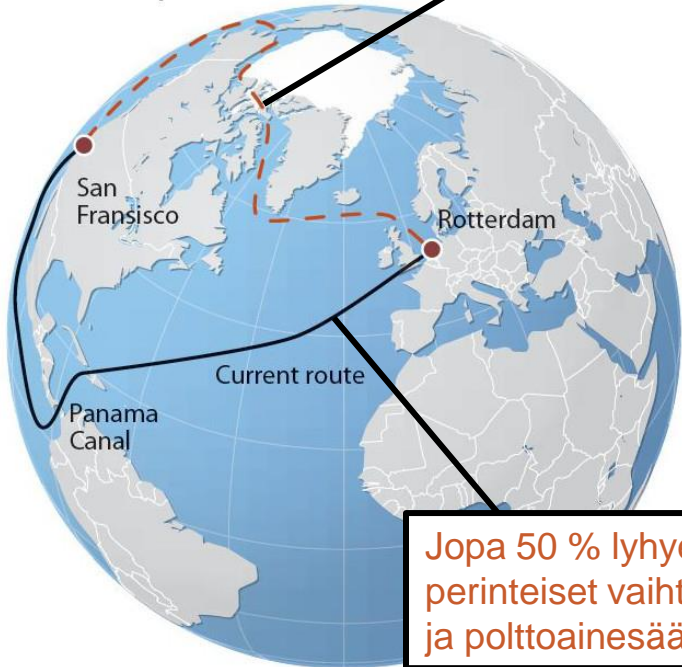 San
Fransisco
Rotterdam
Current route
Panama
Canal
Jopa 50 %
perinteiset
ja